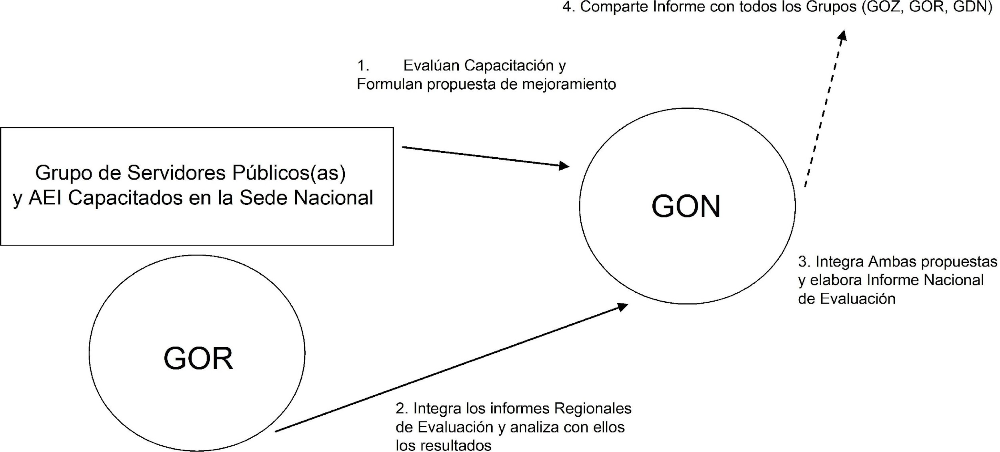 4. Comparte Informe con todos los Grupos (GOZ, GOR, GDN)
1. Evalúan Capacitación y
Formulan propuesta de mejoramiento
Grupo de Servidores Públicos(as)
y AEI Capacitados en la Sede Nacional
GON
3. Integra Ambas propuestas
y elabora Informe Nacional
de Evaluación
GOR
2. Integra los informes Regionales
de Evaluación y analiza con ellos
los resultados